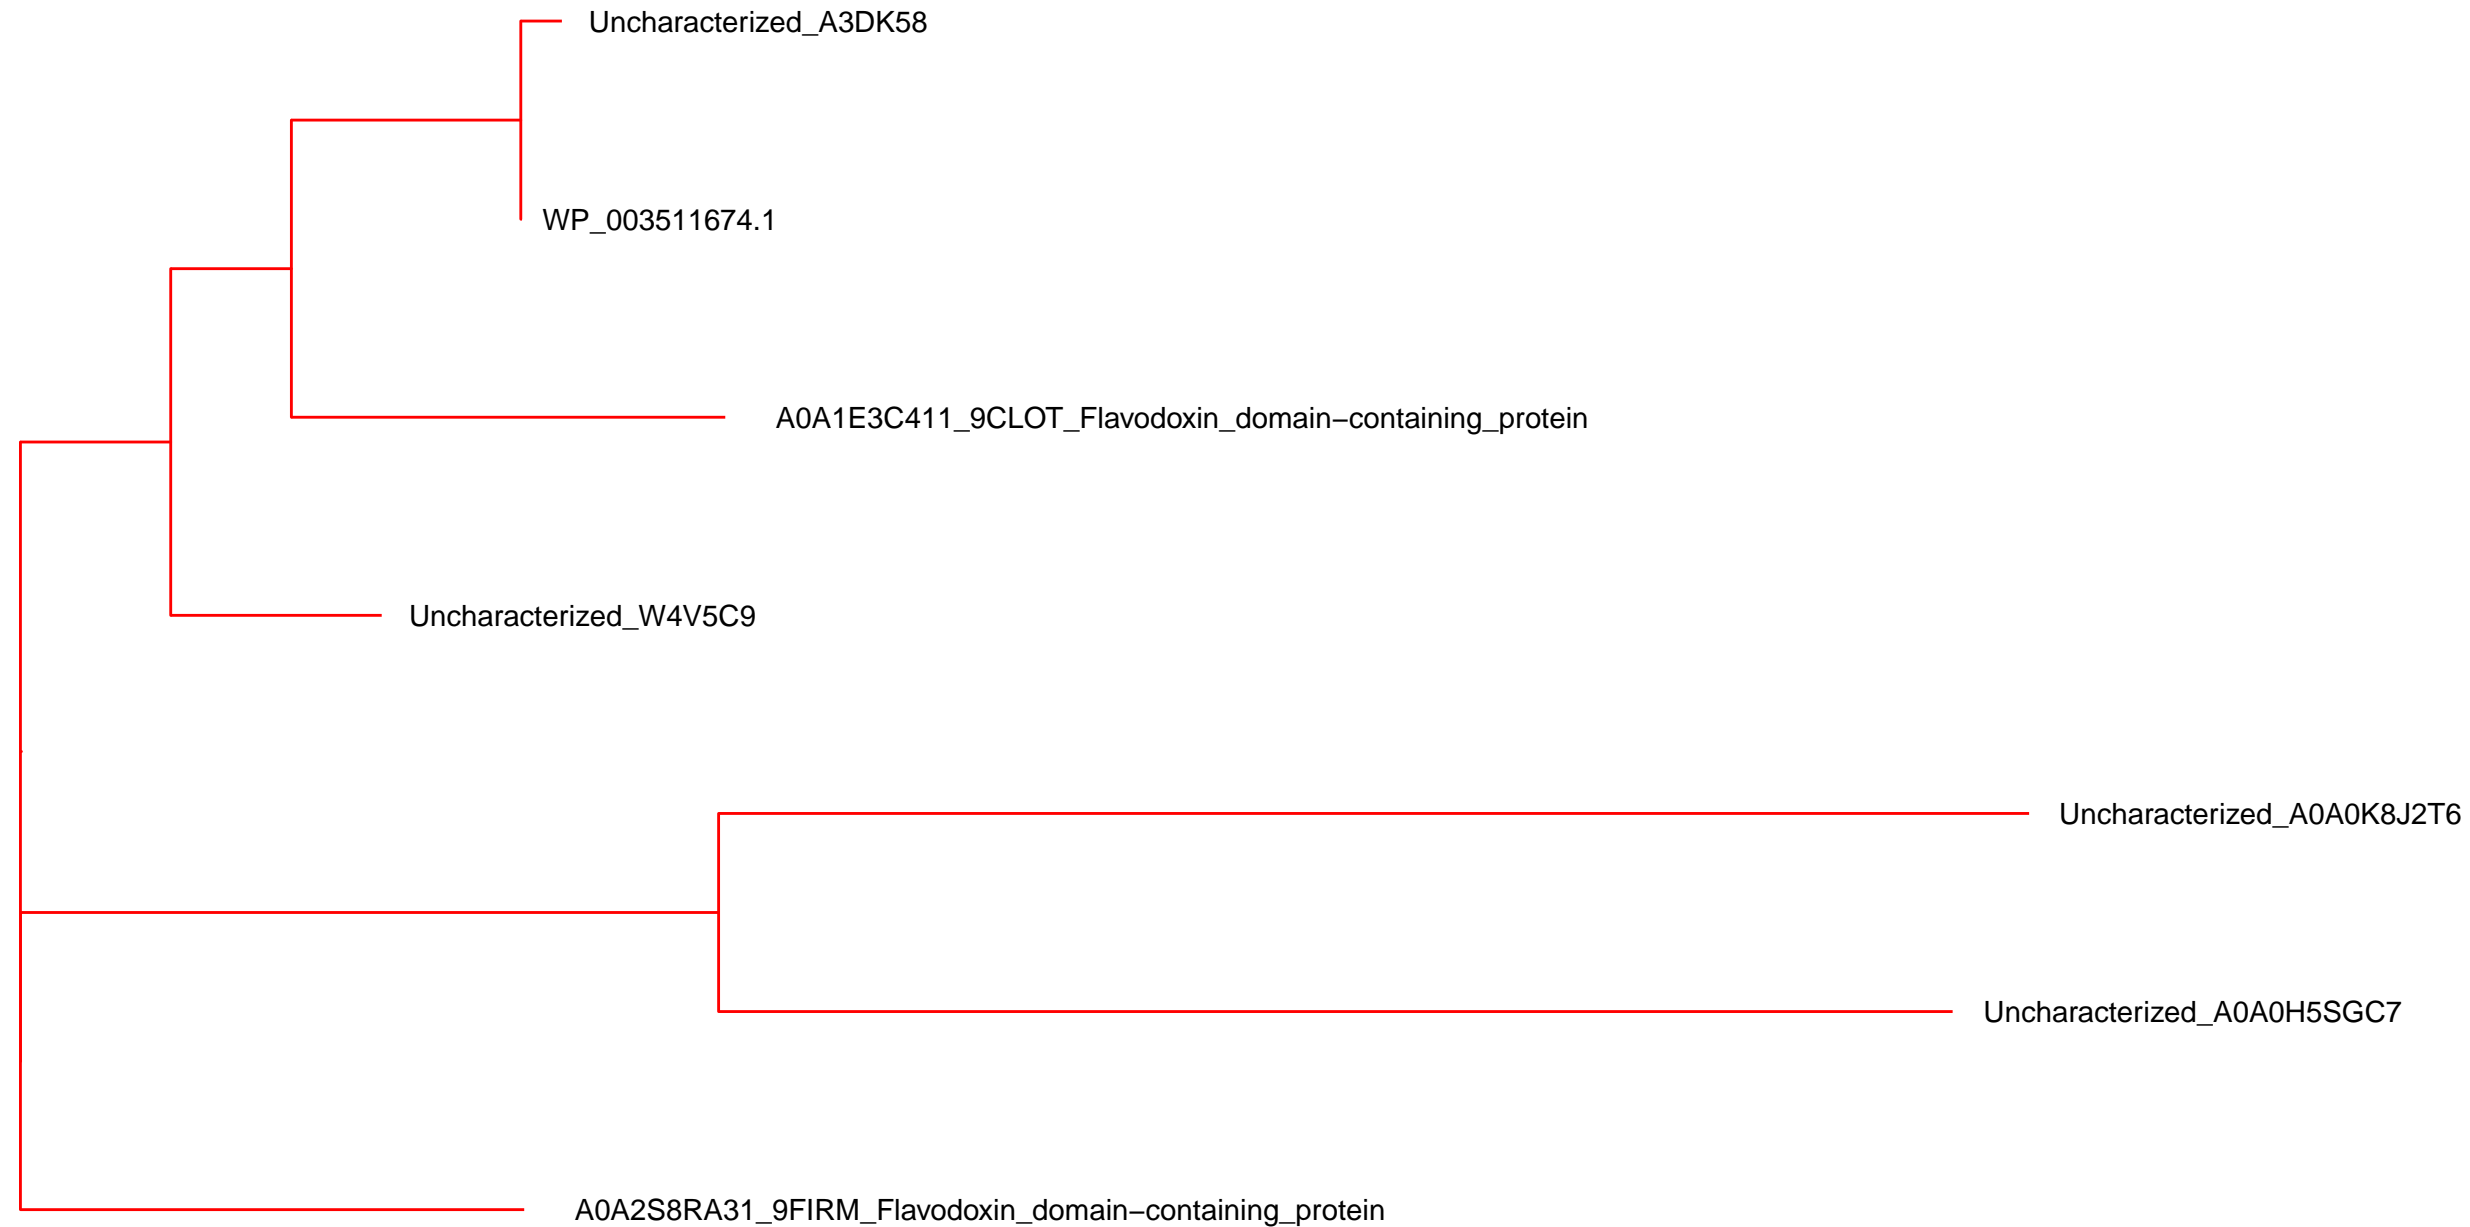 Uncharacterized_A3DK58
WP_003511674.1
A0A1E3C411_9CLOT_Flavodoxin_domain−containing_protein
Uncharacterized_W4V5C9
Uncharacterized_A0A0K8J2T6
Uncharacterized_A0A0H5SGC7
A0A2S8RA31_9FIRM_Flavodoxin_domain−containing_protein